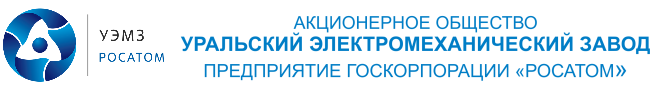 УЭМЗ
РОСАТОМ
АКЦИОНЕРНОЕ ОБЩЕСТВО
УРАЛЬСКИЙ ЭЛЕКТРОМЕХАНИЧЕСКИЙ ЗАВОД
ПРЕДПРИЯТИЕ ГОСКОРПОРАЦИИ «РОСАТОМ»